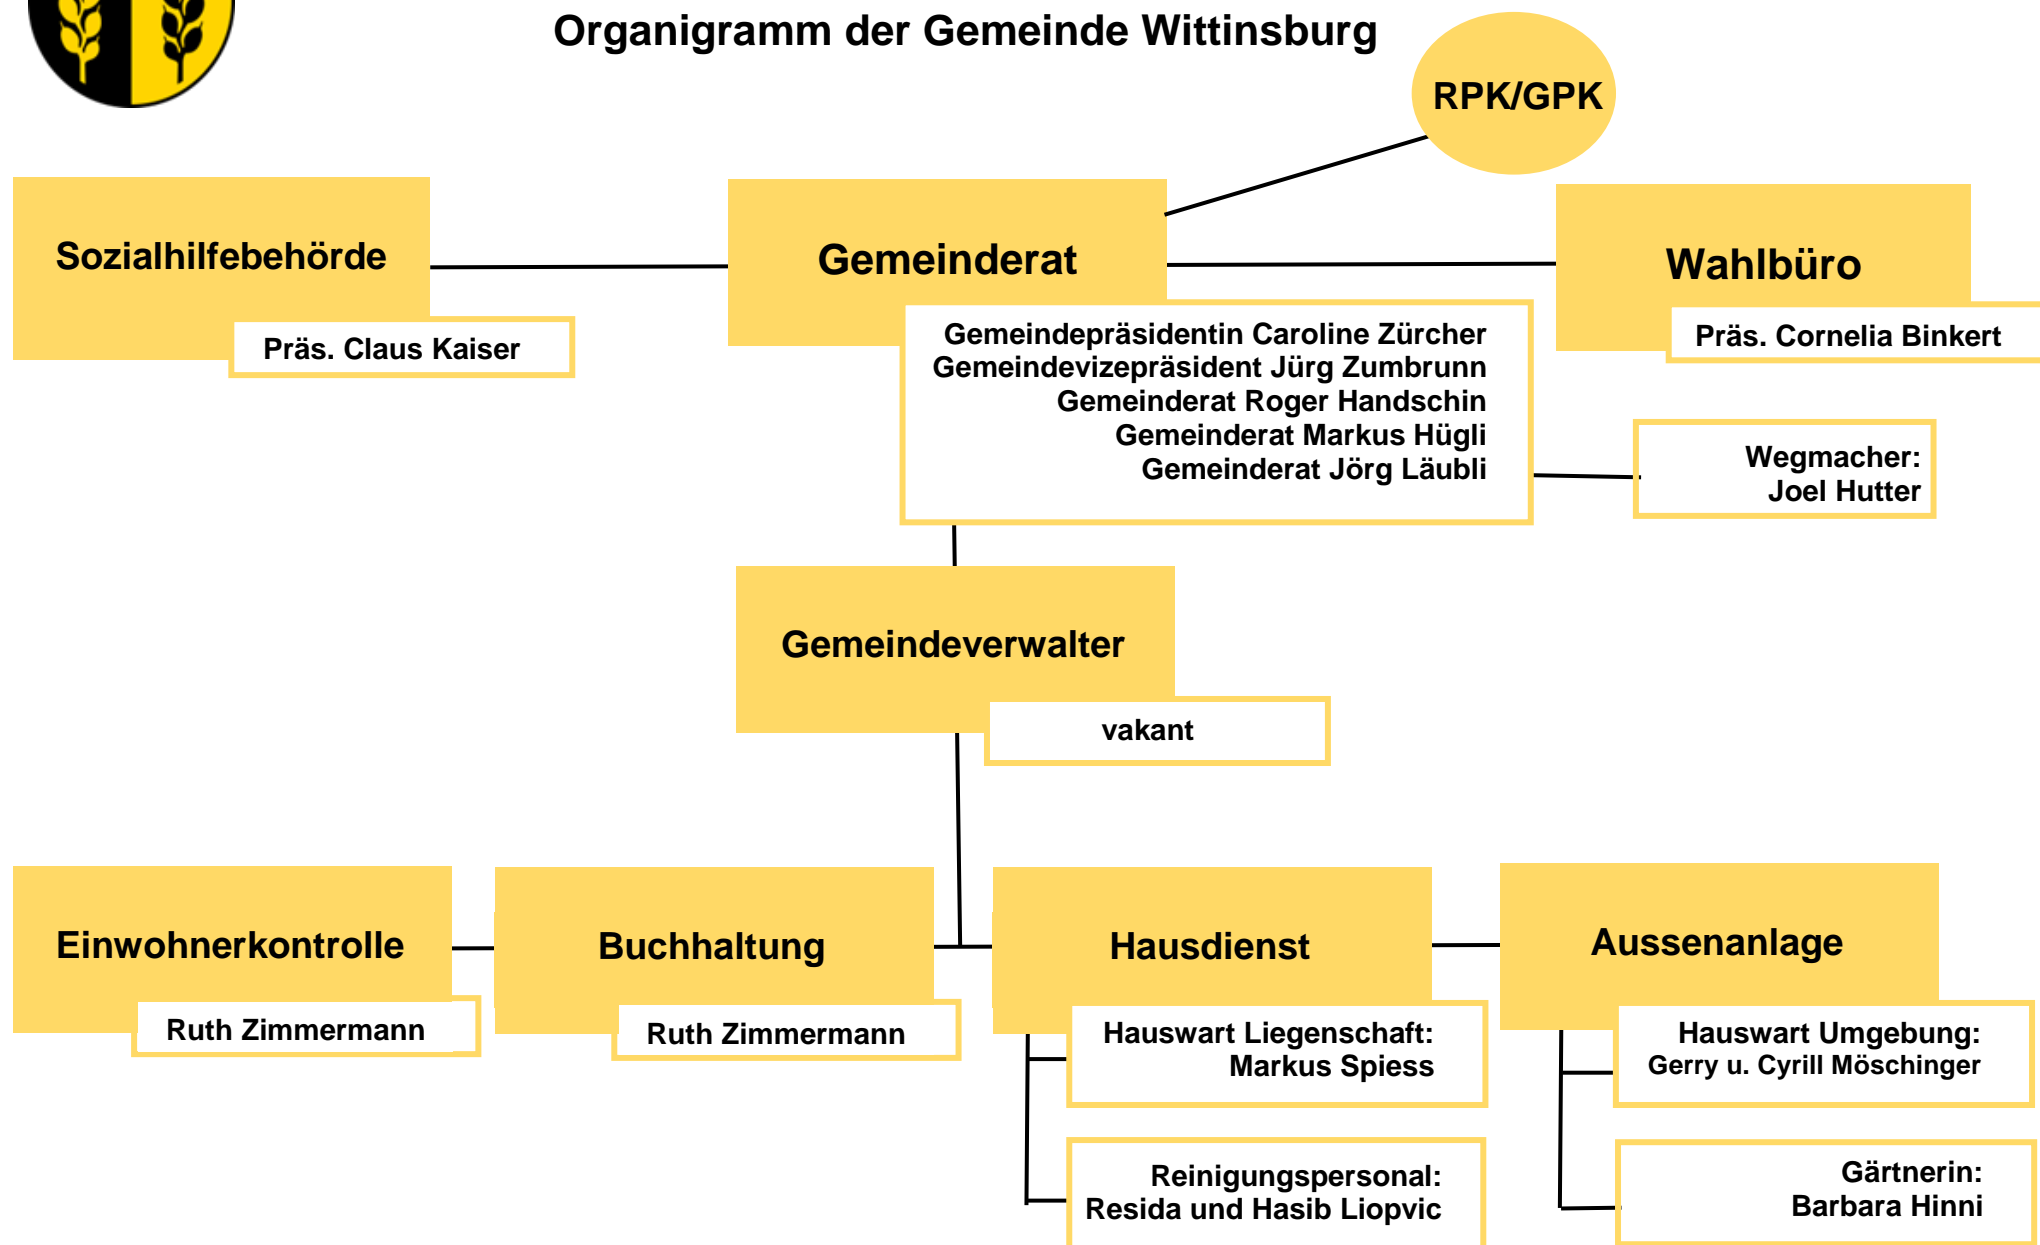 Organigramm der Gemeinde Wittinsburg
RPK/GPK
Sozialhilfebehörde
Präs. Claus Kaiser
Gemeinderat
Gemeindepräsidentin Caroline Zürcher
Gemeindevizepräsident Jürg Zumbrunn
Gemeinderat Roger Handschin
Gemeinderat Markus Hügli
Gemeinderat Jörg Läubli
Wahlbüro
Präs. Cornelia Binkert
Wegmacher:
Joel Hutter
Gemeindeverwalter
vakant
Einwohnerkontrolle
Ruth Zimmermann
Buchhaltung
Ruth Zimmermann
Hausdienst
Hauswart Liegenschaft:
Markus Spiess
Reinigungspersonal:
Resida und Hasib Liopvic
Aussenanlage
Hauswart Umgebung:
Gerry u. Cyrill Möschinger
Gärtnerin:
Barbara Hinni